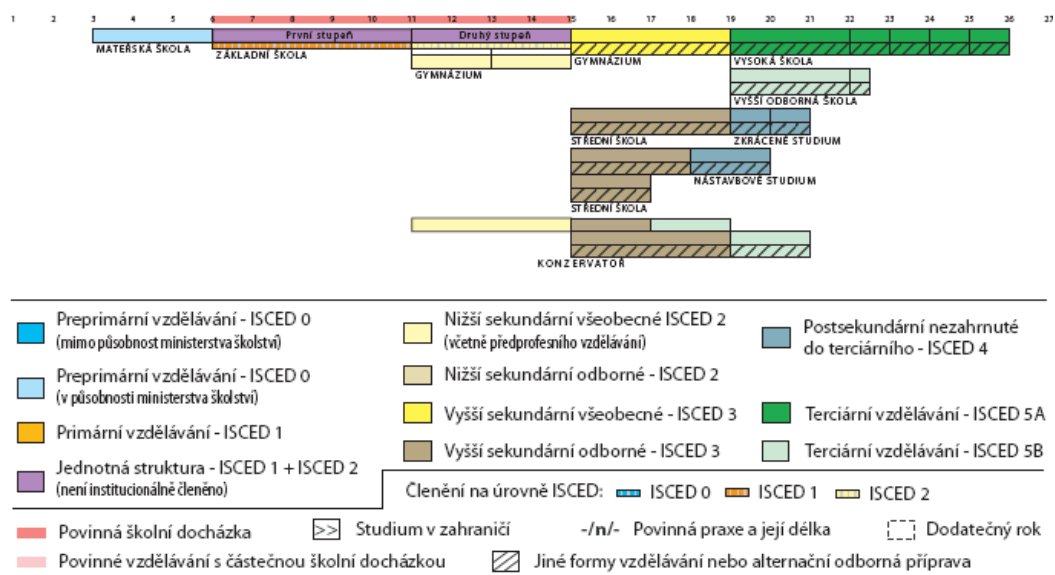 1 2 3 4 5 6 7 8 9 10 11 12 13 14 15 16 17 18 19 20 21 22 23 24 25 26 27
První stupeň Druhý stupeň
MATEŘSKÁ ŠKOLA ZÁKLADNÍ ŠKOLA GYMNÁZIUM VYSOKÁ ŠKOLA
GYMNÁZIUM
VYŠŠÍ ODBORNÁ ŠKOLA
STŘEDNÍ ŠKOLA ZKRÁCENÉ STUDIUM
NÁSTAVBOVÉ STUDIUM
STŘEDNÍ ŠKOLA
KONZERVATOŘ
Preprimární vzdělávání - ISCED 0
(mimo působnost ministerstva školství)
Preprimární vzdělávání - ISCED 0
(v působnosti ministerstva školství)
Primární vzdělávání - ISCED 1
Jednotná struktura - ISCED 1 + ISCED 2
(není institucionálně členěno)
Nižší sekundární všeobecné ISCED 2
(včetně předprofesního vzdělávání)
Nižší sekundární odborné - ISCED 2
Vyšší sekundární všeobecné - ISCED 3
Vyšší sekundární odborné - ISCED 3
Postsekundární nezahrnuté
do terciárního - ISCED 4
Terciární vzdělávání - ISCED 5A
Terciární vzdělávání - ISCED 5B
Členění na úrovně ISCED: ISCED 0 ISCED 1 ISCED 2
Povinná školní docházka >> Studium v zahraničí -/n/- Povinná praxe a její délka Dodatečný rok
Povinné vzdělávání s částečnou školní docházkou Jiné formy vzdělávání nebo alternační odborná příprava